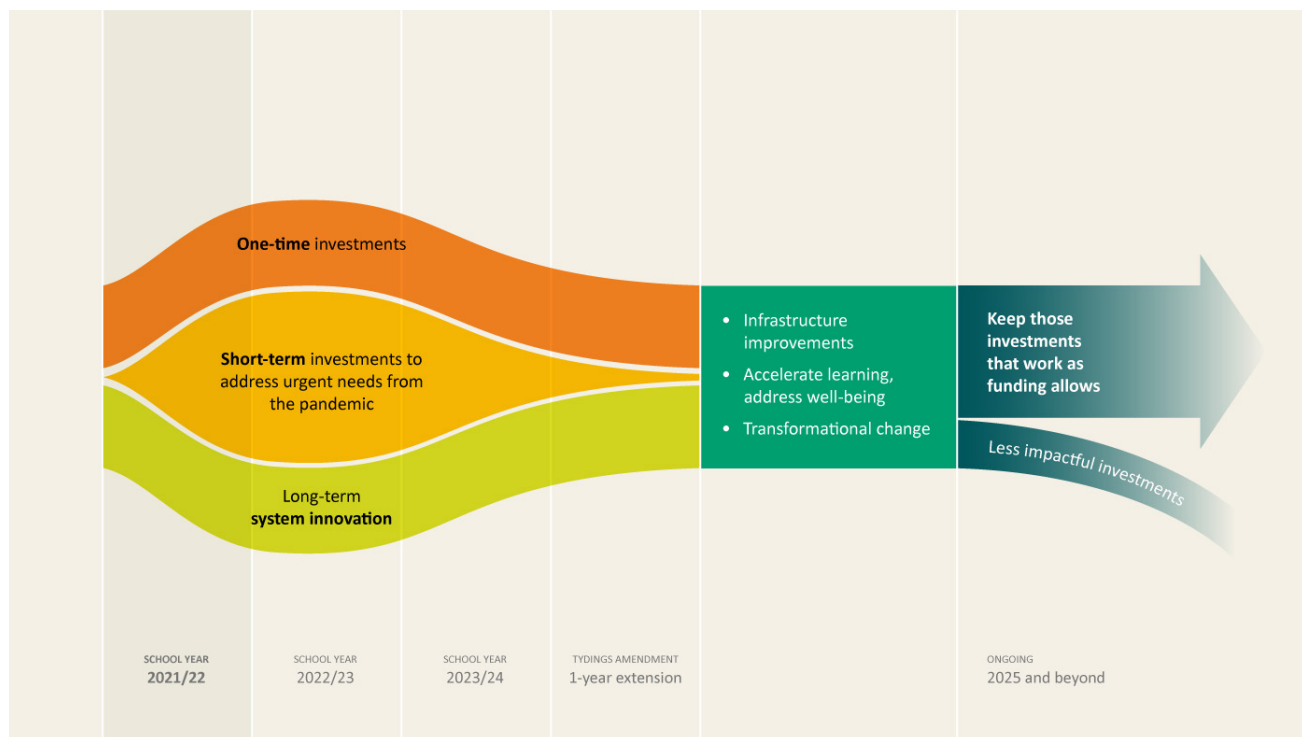 One-time investments
Short-term investments to
address urgent needs from
the pandemic
Long-term
system innovation
• Infrastructure
improvements
• Accelerate learning,
address well-being
• Transformational change
Keep those
investments
that work as
funding allows
Less impactful investments
SCHOOL YEAR
2021/22
SCHOOL YEAR
2022/23
SCHOOL YEAR
2023/24
TYDINGS AMENDMENT
1-year extension
ONGOING
2025 and beyond